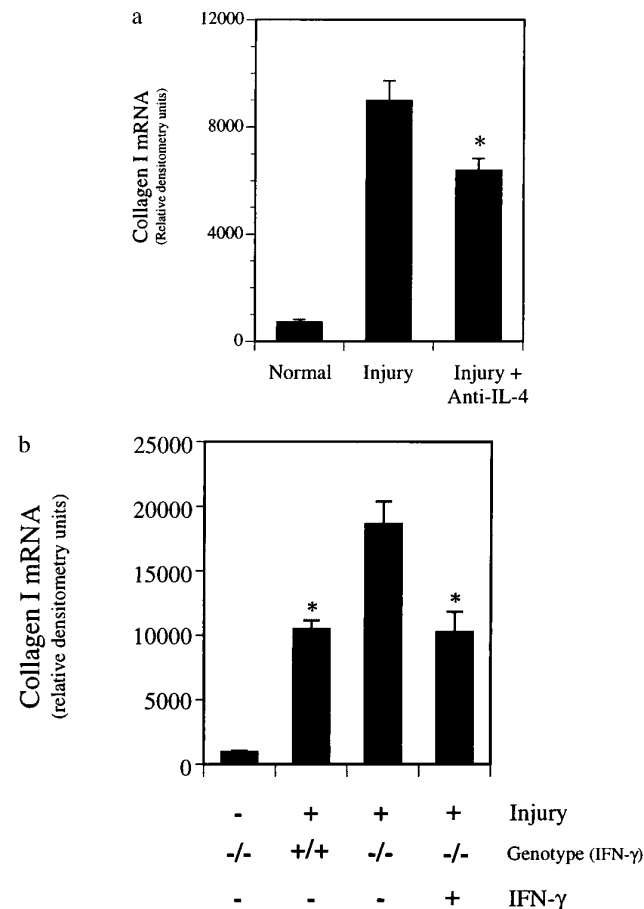 a
12000
8000
4000
0
Collagen I mRNA
(Relative densitometry units)
*
Normal Injury Injury +
Anti-IL-4
b
25000
20000
15000
10000
5000
0
Collagen I mRNA
(relative densitometry units)
* *
- + + + Injury
-/- +/+ -/- -/- Genotype (IFN-γ)
- - - + IFN-γ